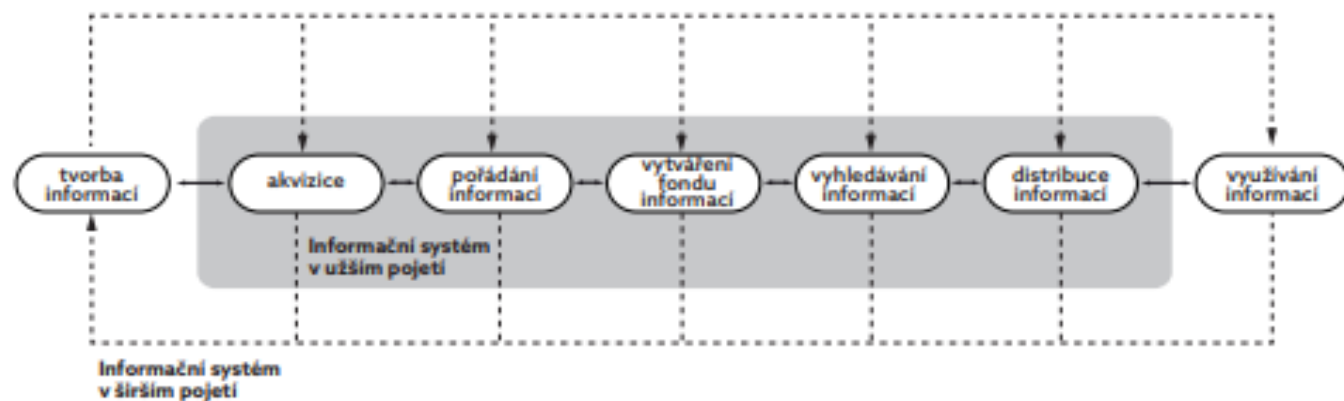 tvorba
informací
akvizice
pořádání
informací
vytváření
fondu
informací
vyhledávání
informací
distribuce
informací
využívání
informací
Informační systém
v užším pojetí
Informační systém
v širším pojetí